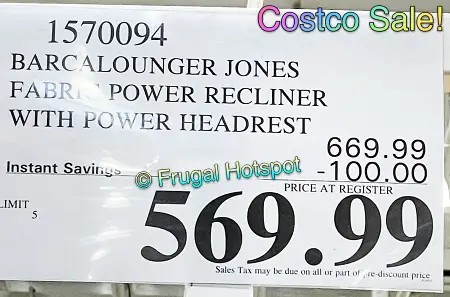 Costco Sale!
1570094
BARCALOUNGER JONES
FABRIC POWER RECLINER
WITH POWER HEADREST
669.99
Instant Savings -100.00
© Frugal Hotspot
PRICE AT REGISTER
LIMIT
5
569.99
Sales Tax may be due on all or part of pre-discount price